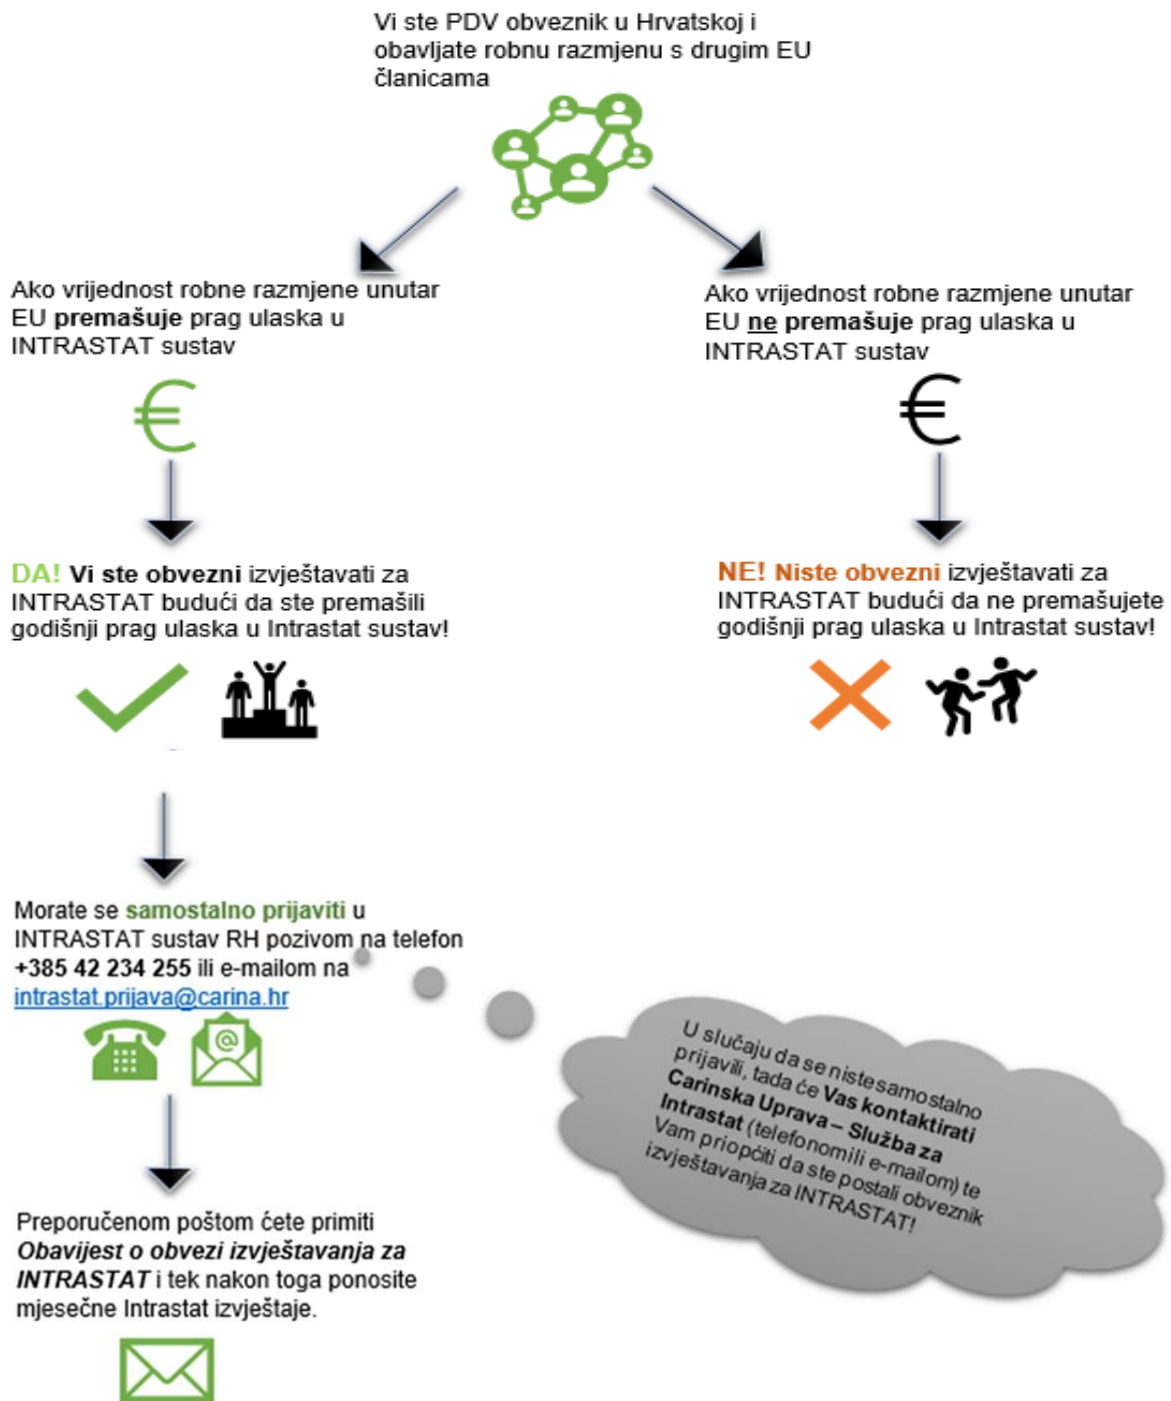 Vi ste PDV obveznik u Hrvatskoj i
obavljate robnu razmjenu s drugim EU
članicama
Ako vrijednost robne razmjene unutar
EU premašuje prag ulaska u
INTRASTAT sustav
€
DA! Vi ste obvezni izvještavati za
INTRASTAT budući da ste premašili
godišnji prag ulaska u Intrastat sustav!
Ako vrijednost robne razmjene unutar
EU ne premašuje prag ulaska u
INTRASTAT sustav
€
NE! Niste obvezni izvještavati za
INTRASTAT budući da ne premašujete
godišnji prag ulaska u Intrastat sustav!
Morate se samostalno prijaviti u
INTRASTAT sustav RH pozivom na telefon
+385 42 234 255 ili e-mailom na
intrastat.prijava@carina.hr
@
U slučaju da se niste samostalno
prijavili, tada će Vas kontaktirati
Carinska Uprava – Služba za
Intrastat (telefonom ili e-mailom) te
Vam priopćiti da ste postali obveznik
izvještavanja za INTRASTAT!
Preporučenom poštom ćete primiti
Obavijest o obvezi izvještavanja za
INTRASTAT i tek nakon toga ponosite
mjesečne Intrastat izvještaje.